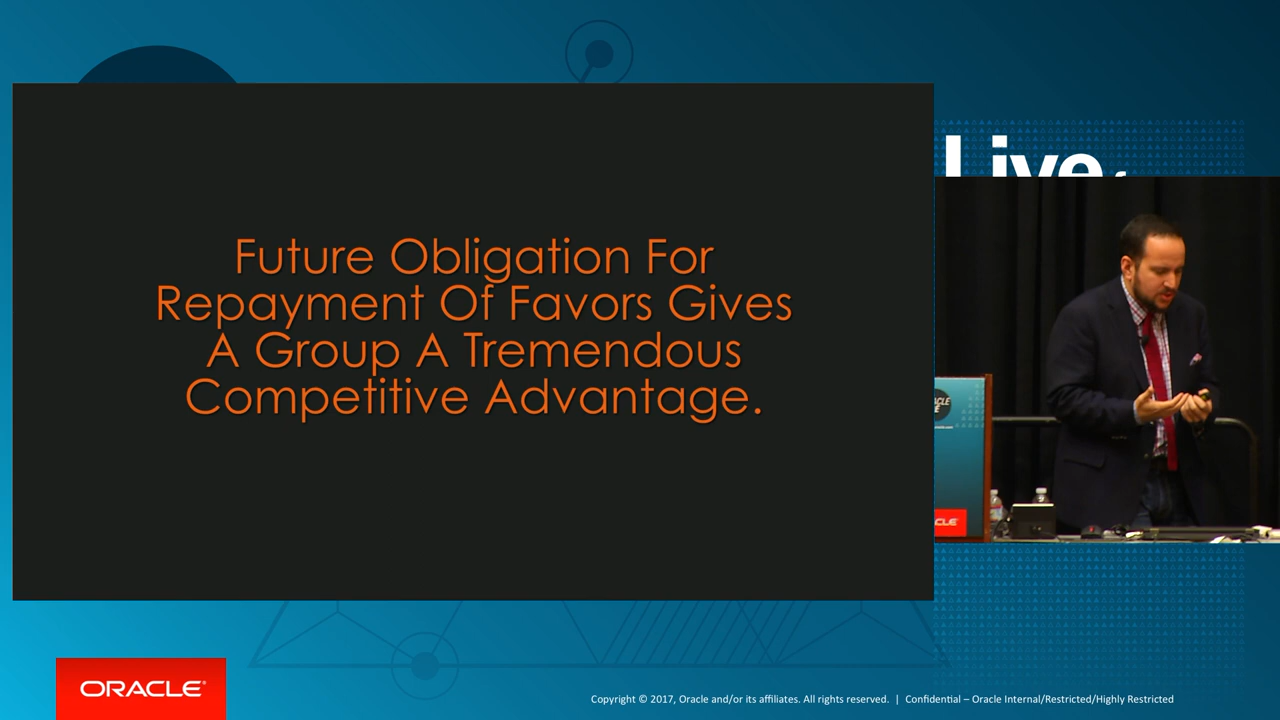 Live
Future Obligation For
Repayment Of Favors Gives
A Group A Tremendous
Competitive Advantage.
ORACLE
Copyright © 2017, Oracle and/or its affiliates. All rights reserved. | Confidential – Oracle Internal/Restricted/Highly Restricted